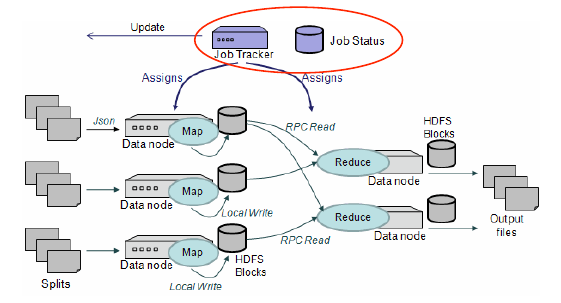 Update
Job Tracker
Job Status
Assigns
Assigns
Json
Map
Data node
RPC Read
HDFS
Blocks
Reduce
Data node
Map
Data node
Local Write
Reduce
Data node
Output
files
RPC Read
Map
Data node
HDFS
Blocks
Splits
Local Write